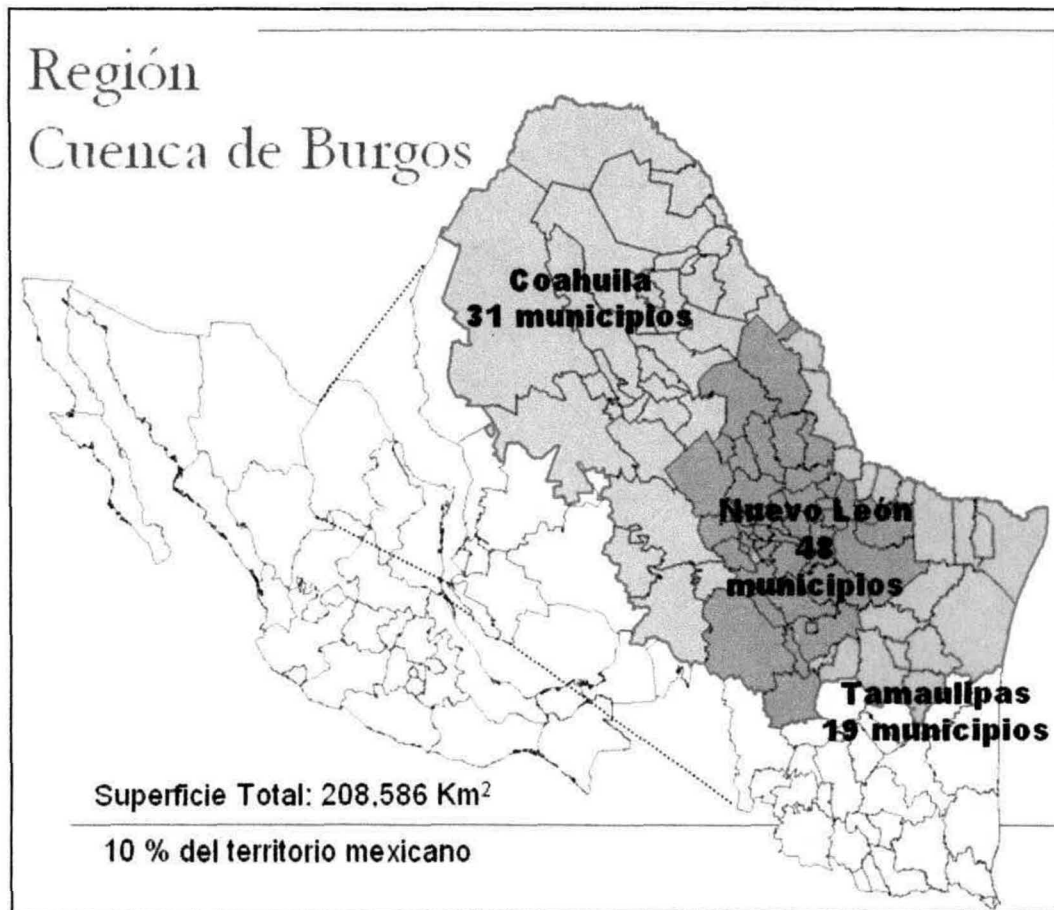 Región
Cuenca de Burgos
Coahuila
31 municipios
Nuevo León
48
municipios
Tamaulipas
19 municipios
Superficie Total: 208.586 Km²
10 % del territorio mexicano